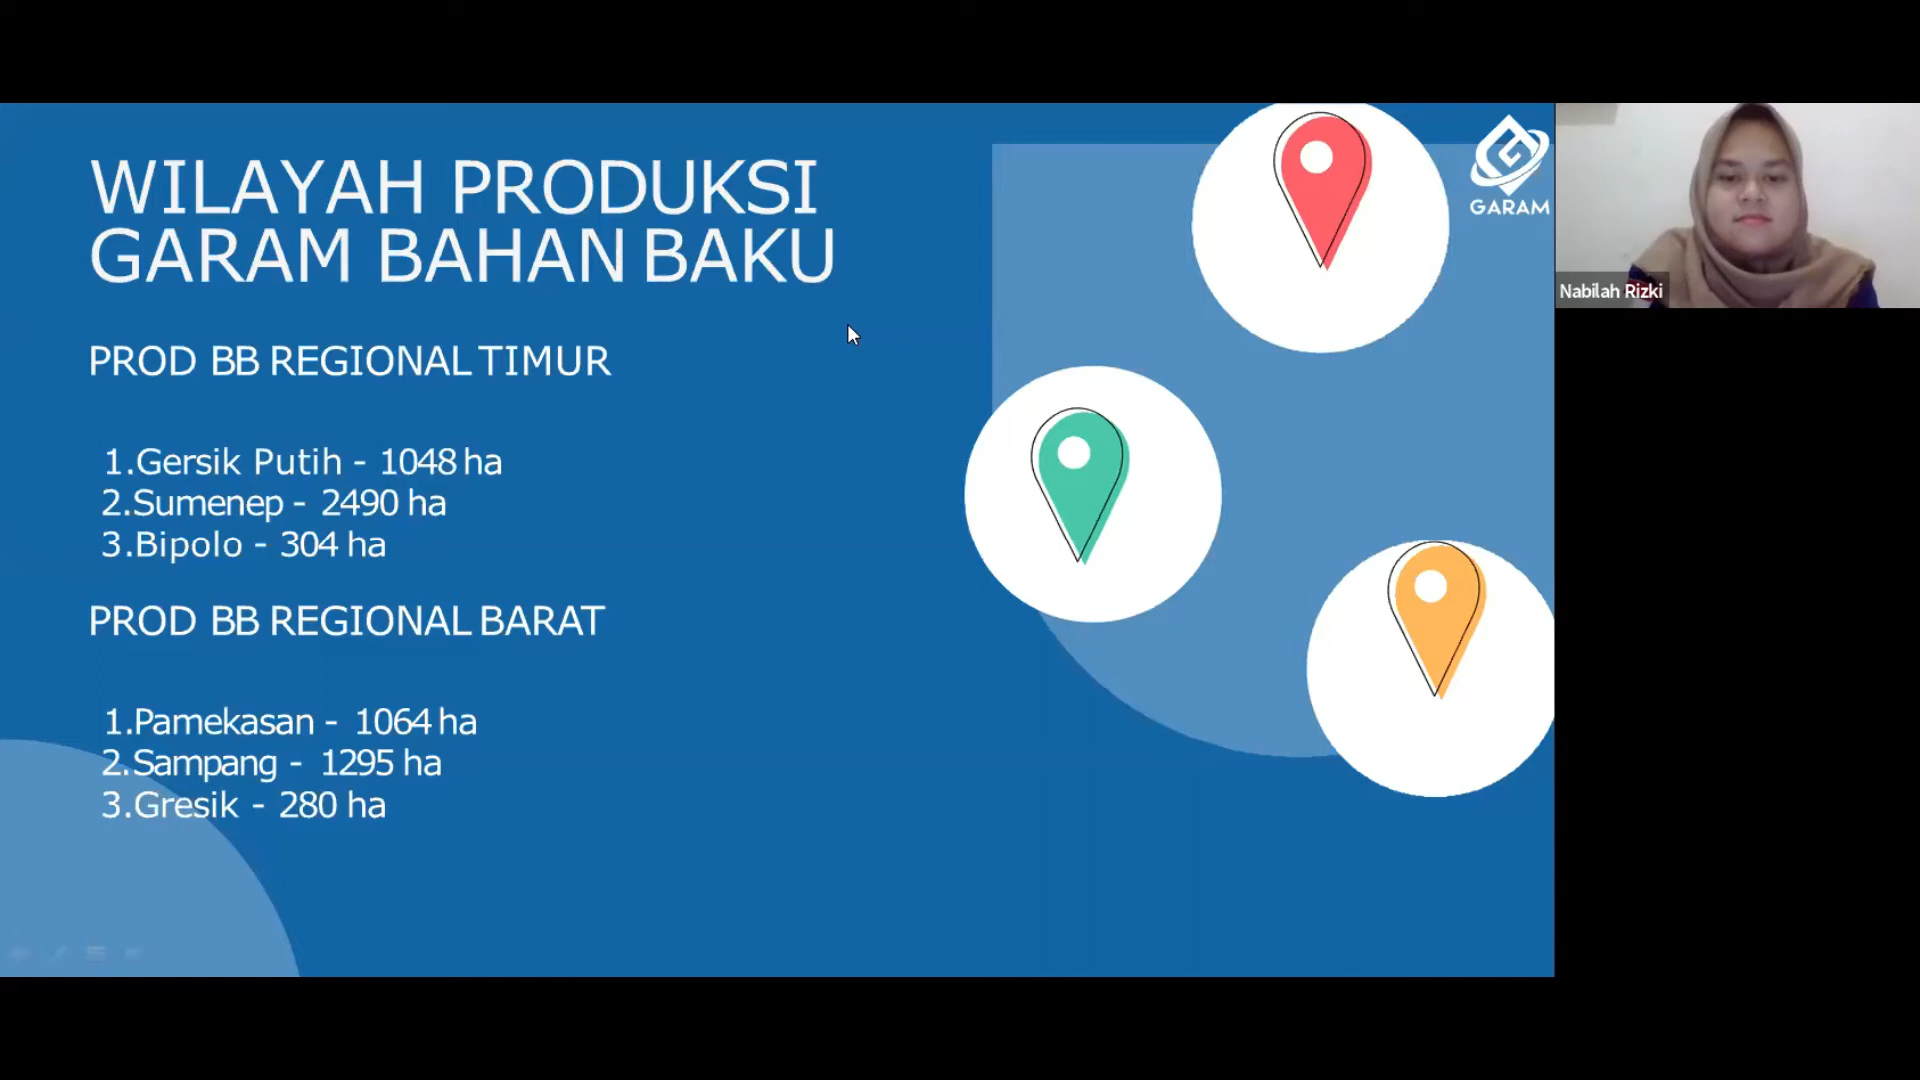 WILAYAH PRODUKSI
GARAM BAHAN BAKU
PROD BB REGIONAL TIMUR
1.Gersik Putih - 1048 ha
2.Sumenep - 2490 ha
3.Bipolo - 304 ha
PROD BB REGIONAL BARAT
1.Pamekasan - 1064 ha
2.Sampang - 1295 ha
3.Gresik - 280 ha
GARAM
Nabilah Rizki